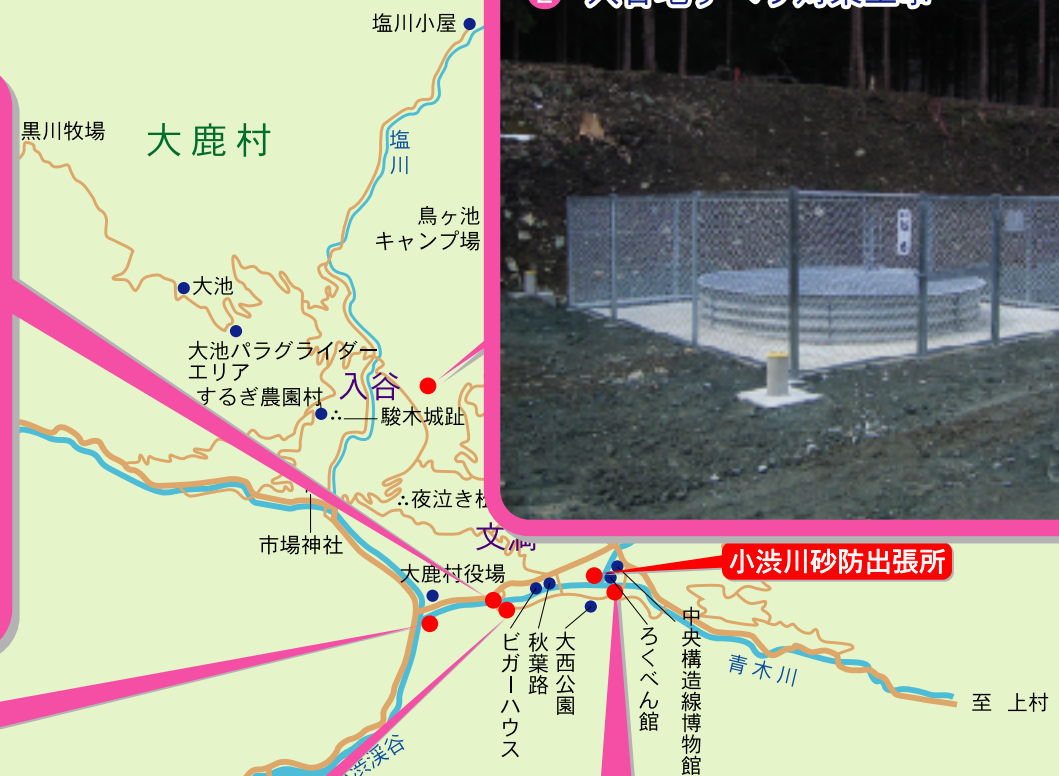 塩川小屋
黒川牧場
大鹿村
塩川
鳥ヶ池
キャンプ場
大池
大池パラグライダー
エリア
するぎ農園村
入谷
駿木城趾
夜泣き
市場神社
大鹿村役場
小渋川砂防出張所
ビガーハウス
秋葉路
大西公園
ろくべん館
中央構造線博物館
青木川
至 上村
渋渓谷